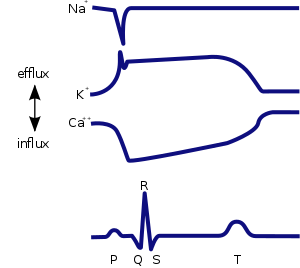 Na+
efflux
K+
Ca++
influx
R
P Q S T